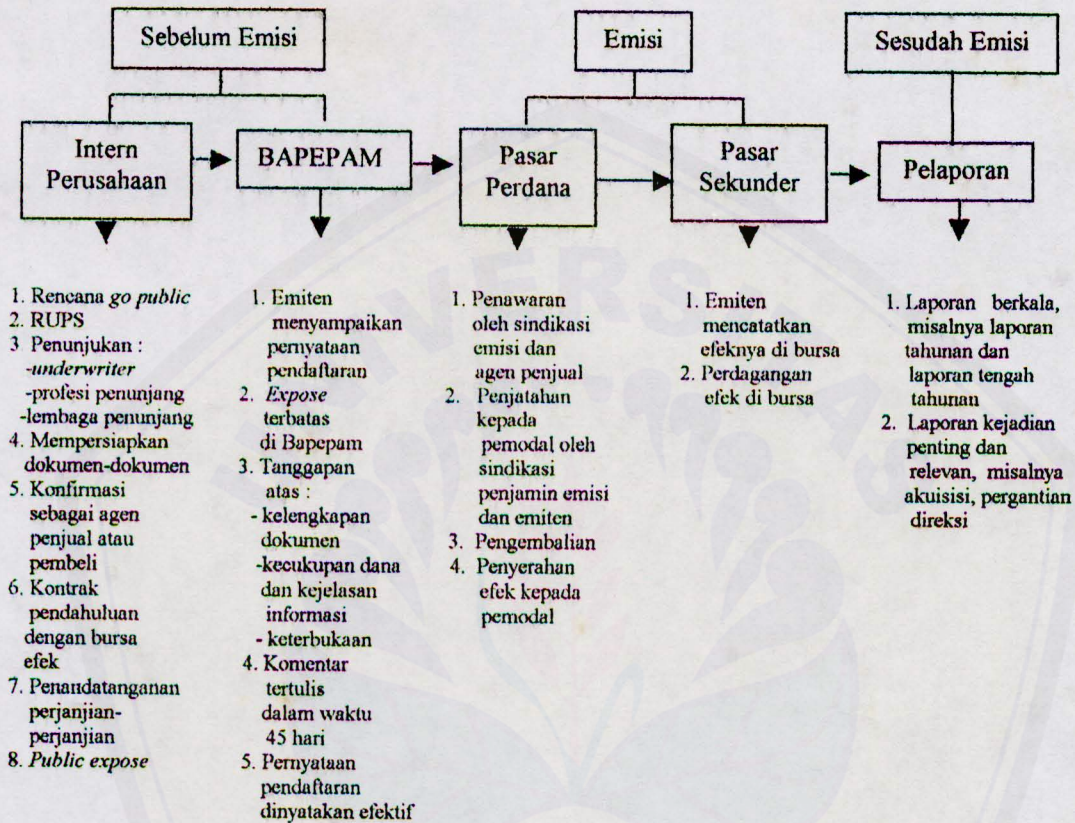 Sebelum Emisi
Emisi
Sesudah Emisi
Intern
Perusahaan
BAPEPAM
Pasar
Perdana
Pasar
Sekunder
Pelaporan
1. Rencana go public
2. RUPS
3 Penunjukan :
-underwriter
-profesi penunjang
-lembaga penunjang
4. Mempersiapkan
dokumen-dokumen
5. Konfirmasi
sebagai agen
penjual atau
pembeli
6. Kontrak
pendahuluan
dengan bursa
efek
7. Penandatanganan
perjanjian-
perjanjian
8. Public expose
1. Emiten
menyampaikan
pernyataan
pendaftaran
2. Expose
terbatas
di Bapepam
3. Tanggapan
atas :
- kelengkapan
dokumen
-kecukupan dana
dan kejelasan
informasi
- keterbukaan
4. Komentar
tertulis
dalam waktu
45 hari
5. Pernyataan
pendaftaran
dinyatakan efektif
1. Penawaran
oleh sindikasi
emisi dan
agen penjual
2. Penjatahan
kepada
pemodal oleh
sindikasi
penjamin emisi
dan emiten
3. Pengembalian
4. Penyerahan
efek kepada
pemodal
1. Emiten
mencatatkan
efeknya di bursa
2. Perdagangan
efek di bursa
1. Laporan berkala,
misalnya laporan
tahunan dan
laporan tengah
tahunan
2. Laporan kejadian
penting dan
relevan, misalnya
akuisisi, pergantian
direksi
UNIVERSITAS